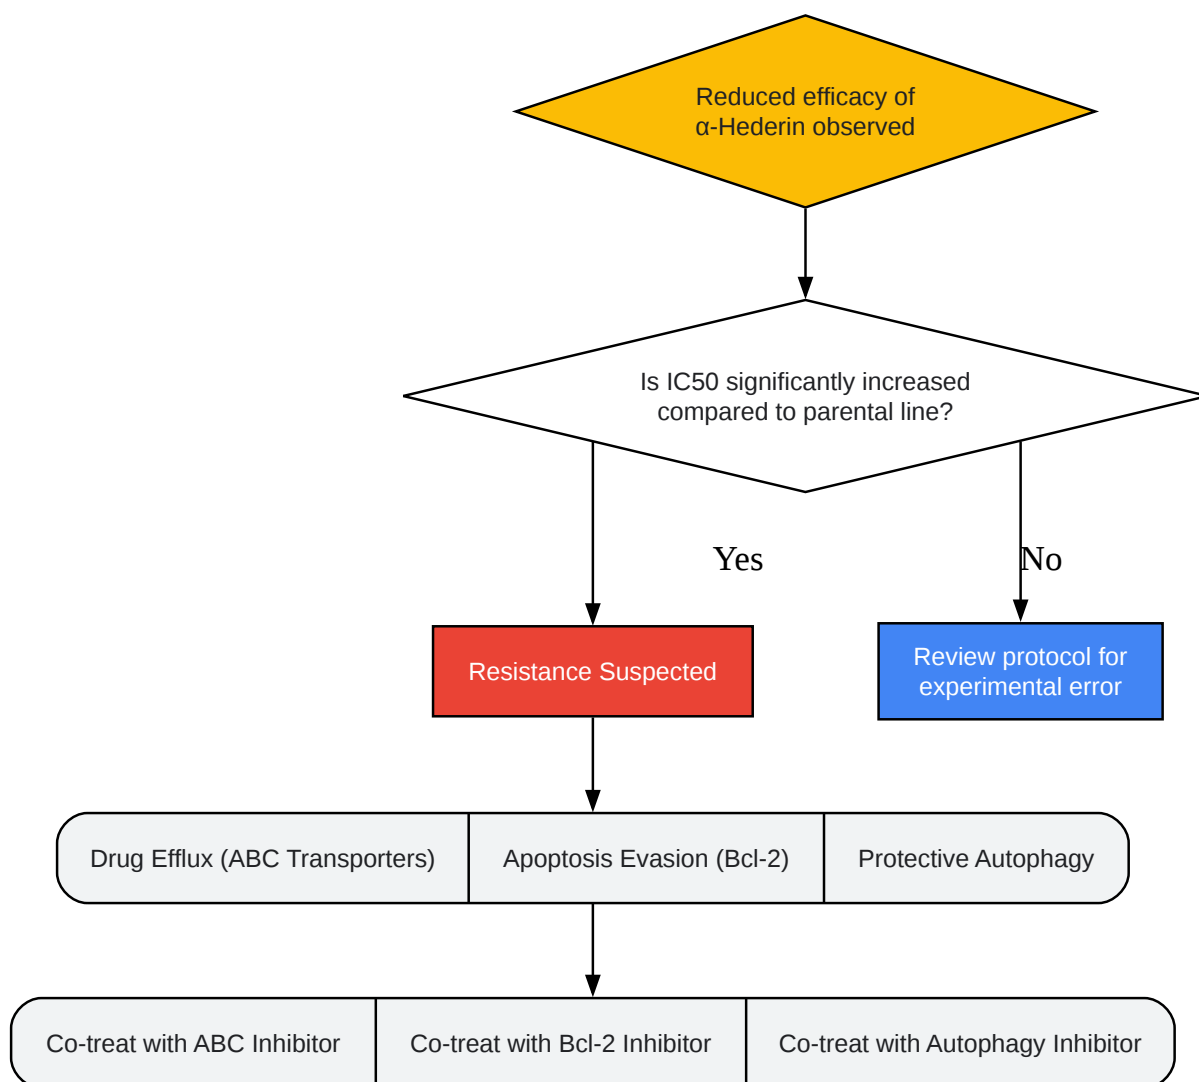 Reduced efficacy of
α-Hederin observed
Is IC50 significantly increased
compared to parental line?
Yes
No
Resistance Suspected
Review protocol for
experimental error
Drug Efflux (ABC Transporters)
Apoptosis Evasion (Bcl-2)
Protective Autophagy
Co-treat with ABC Inhibitor
Co-treat with Bcl-2 Inhibitor
Co-treat with Autophagy Inhibitor